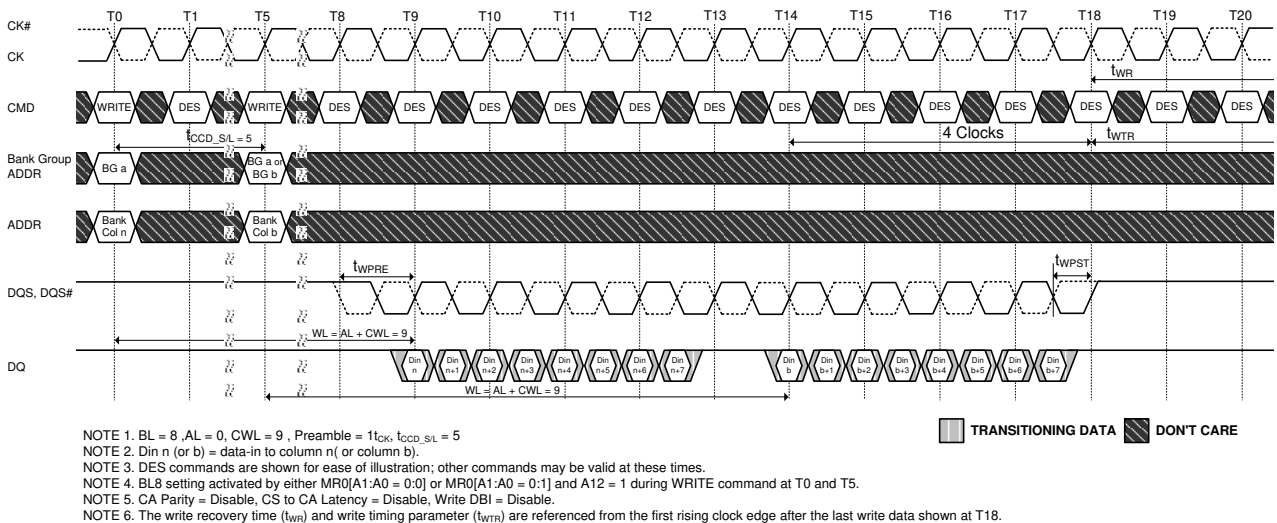 T0 T1 T5 T8 T9 T10 T11 T12 T13 T14 T15 T16 T17 T18 T19 T20
CK#
CK
tWR
CMD WRITE DES WRITE DES DES DES DES DES DES DES DES DES DES DES DES DES
tCCD_S/L = 5
4 Clocks
tWTR
Bank Group
ADDR
BG a
BG a or
BG b
ADDR
Bank
Col n
Bank
Col b
tWPRE
tWPST
DQS, DQS#
WL = AL + CWL = 9
DQ
Din
n
Din
n+1
Din
n+2
Din
n+3
Din
n+4
Din
n+5
Din
n+6
Din
n+7
Din
b
Din
b+1
Din
b+2
Din
b+3
Din
b+4
Din
b+5
Din
b+6
Din
b+7
WL = AL + CWL = 9
TRANSITIONING DATA
DON'T CARE
NOTE 1. BL = 8 ,AL = 0, CWL = 9 , Preamble = 1tCK, tCCD_S/L = 5
NOTE 2. Din n (or b) = data-in to column n( or column b).
NOTE 3. DES commands are shown for ease of illustration; other commands may be valid at these times.
NOTE 4. BL8 setting activated by either MR0[A1:A0 = 0:0] or MR0[A1:A0 = 0:1] and A12 = 1 during WRITE command at T0 and T5.
NOTE 5. CA Parity = Disable, CS to CA Latency = Disable, Write DBI = Disable.
NOTE 6. The write recovery time (tWR) and write timing parameter (tWTR) are referenced from the first rising clock edge after the last write data shown at T18.